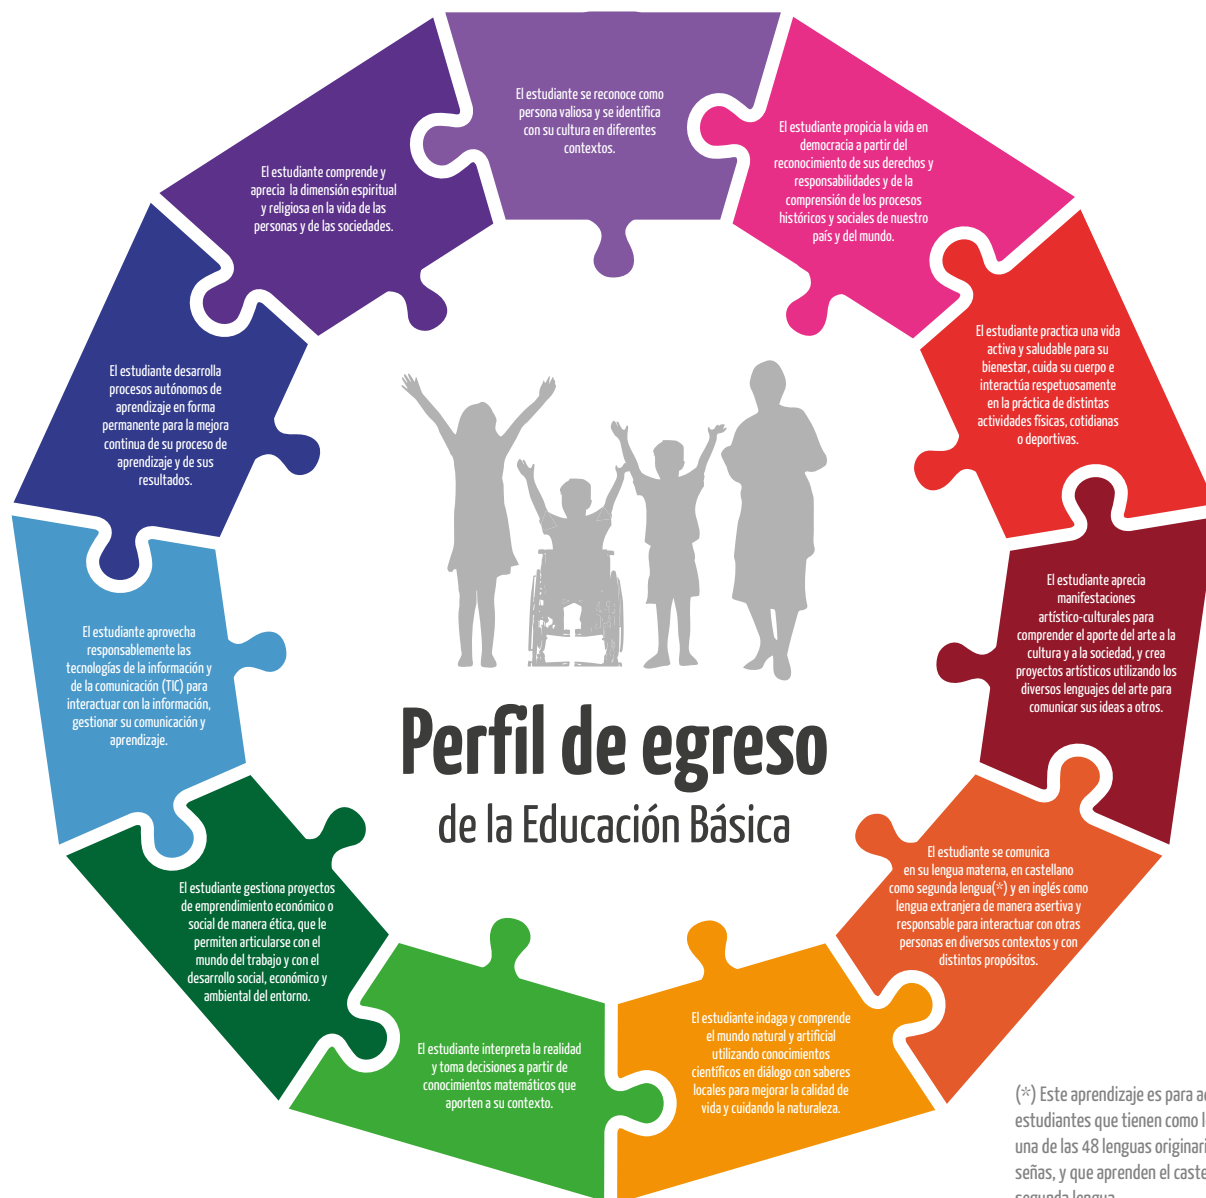 El estudiante se reconoce como
persona valiosa y se identifica
con su cultura en diferentes
contextos.
El estudiante propicia la vida en
democracia a partir del
reconocimiento de sus derechos y
responsabilidades y de la
comprensión de los procesos
históricos y sociales de nuestro
país y del mundo.
El estudiante practica una vida
activa y saludable para su
bienestar, cuida su cuerpo e
interactúa respetuosamente
en la práctica de distintas
actividades físicas, cotidianas
o deportivas.
El estudiante aprecia
manifestaciones
artístico-culturales para
comprender el aporte del arte a la
cultura y a la sociedad, y crea
proyectos artísticos utilizando los
diversos lenguajes del arte para
comunicar sus ideas a otros.
El estudiante se comunica
en su lengua materna, en castellano
como segunda lengua(*) y en inglés como
lengua extranjera de manera asertiva y
responsable para interactuar con otras
personas en diversos contextos y con
distintos propósitos.
El estudiante indaga y comprende
el mundo natural y artificial
utilizando conocimientos
científicos en diálogo con saberes
locales para mejorar la calidad de
vida y cuidando la naturaleza.
El estudiante interpreta la realidad
y toma decisiones a partir de
conocimientos matemáticos que
aporten a su contexto.
El estudiante gestiona proyectos
de emprendimiento económico o
social de manera ética, que le
permiten articularse con el
mundo del trabajo y con el
desarrollo social, económico y
ambiental del entorno.
El estudiante aprovecha
responsablemente las
tecnologías de la información y
de la comunicación (TIC) para
interactuar con la información,
gestionar su comunicación y
aprendizaje.
El estudiante desarrolla
procesos autónomos de
aprendizaje en forma
permanente para la mejora
continua de su proceso de
aprendizaje y de sus
resultados.
El estudiante comprende y
aprecia la dimensión espiritual
y religiosa en la vida de las
personas y de las sociedades.
Perfil de egreso
de la Educación Básica
(*) Este aprendizaje es para
estudiantes que tienen como
una de las 48 lenguas
señas, y que aprenden el
segunda lengua